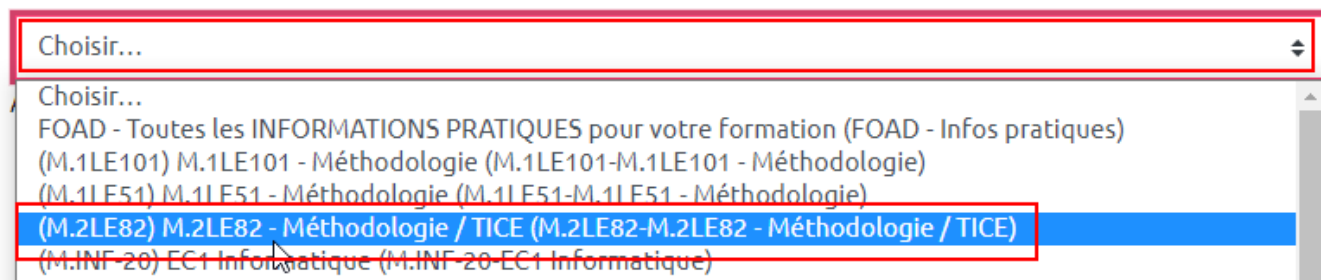 Choisir...
Choisir...
FOAD - Toutes les INFORMATIONS PRATIQUES pour votre formation (FOAD - Infos pratiques)
(M.1LE101) M.1LE101 - Méthodologie (M.1LE101-M.1LE101 - Méthodologie)
(M.1LE51) M.1LE51 - Méthodologie (M.1LE51-M.1LE51 - Méthodologie)
(M.2LE82) M.2LE82 - Méthodologie / TICE (M.2LE82-M.2LE82 - Méthodologie / TICE)
(M.INF-20) EC1 Informatique (M.INF-20-EC1 Informatique)